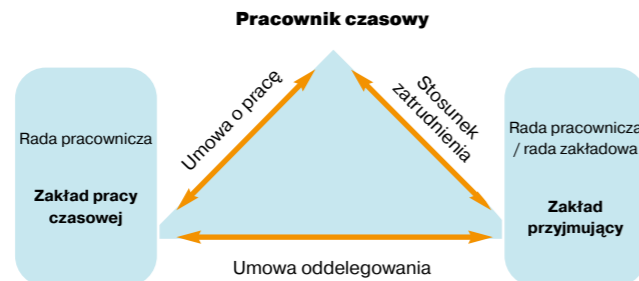 Pracownik czasowy
Umowa o pracę
Stosunek
zatrudnienia
Rada pracownicza
Zakład pracy
czasowej
Rada pracownicza
/ rada zakładowa
Zakład
przyjmujący
Umowa oddelegowania